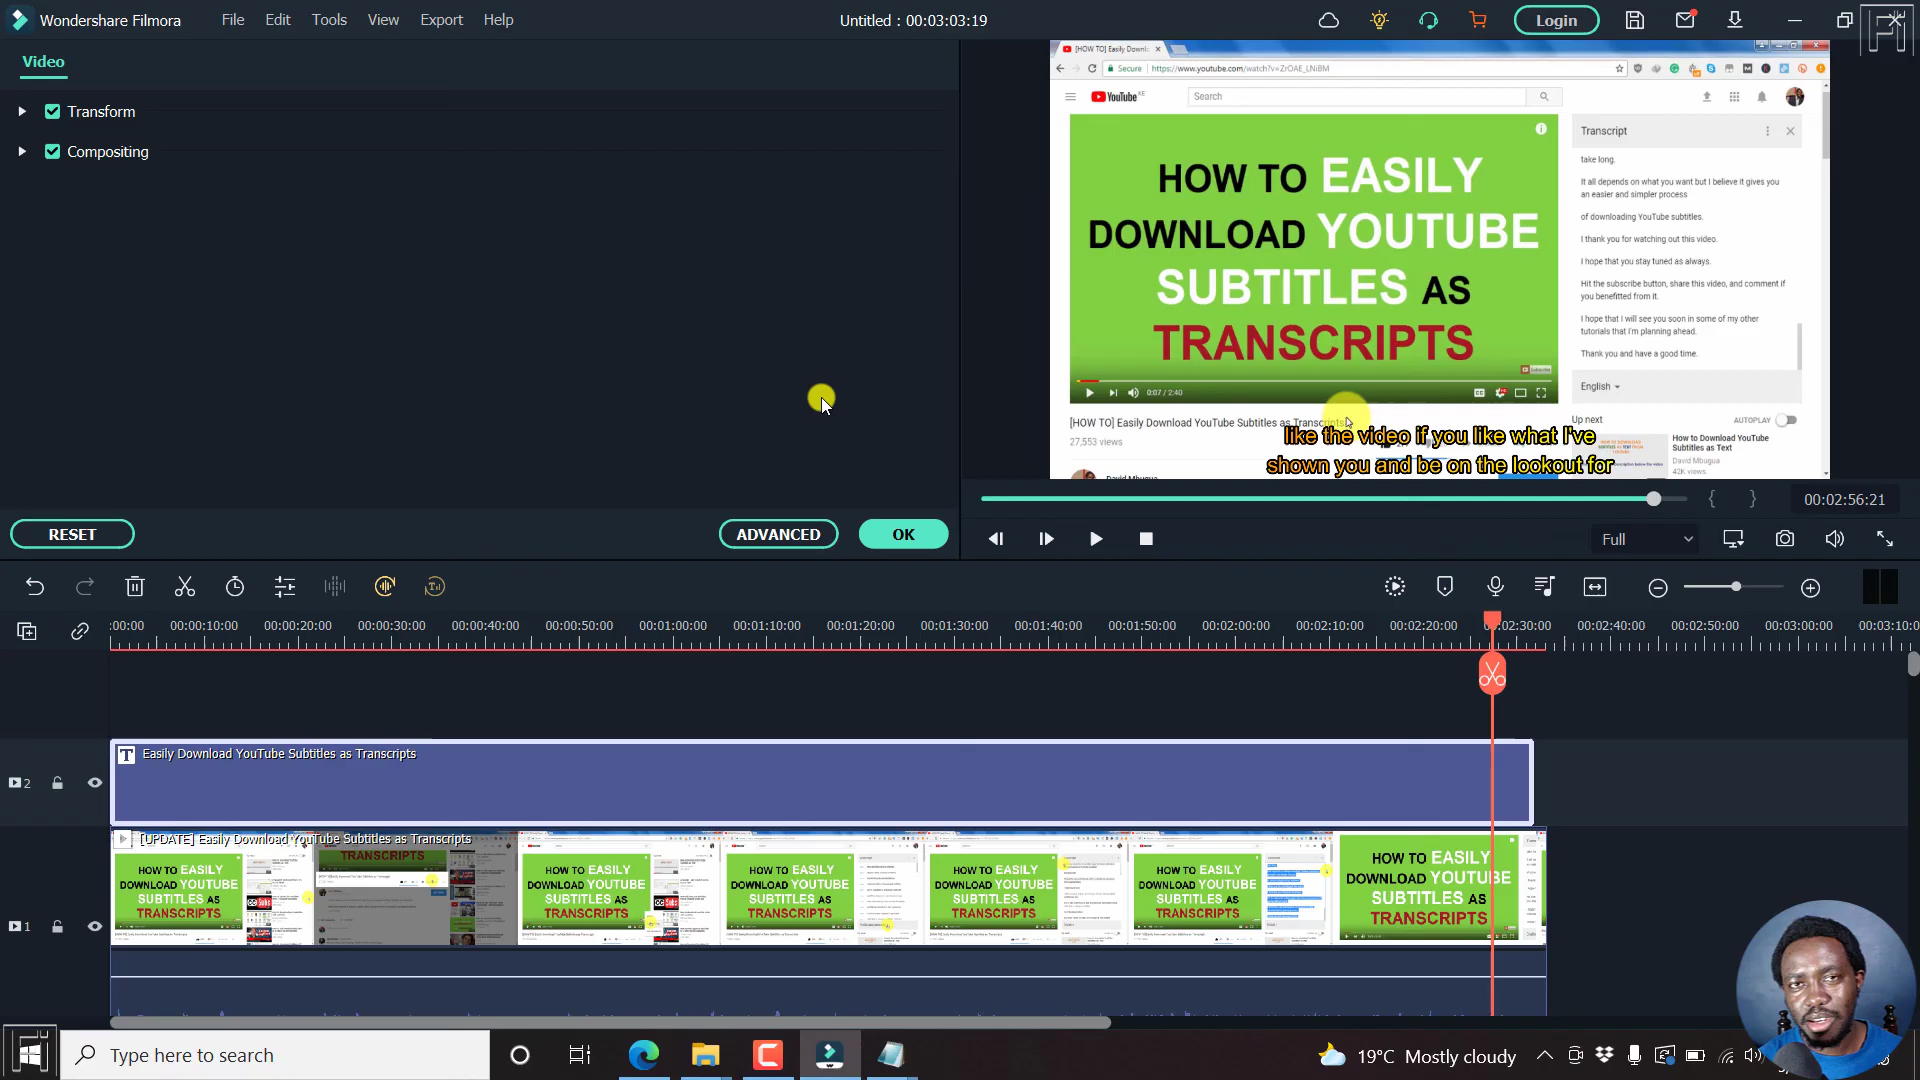 Wondershare Filmora
File
Edit
Tools
View
Export
Help
Untitled : 00:03:03:19
Login
Video
Transform
Compositing
RESET
ADVANCED
OK
[HOW TO] Easily Downl
Secure
https://www.youtube.com/watch?v=ZrOAE_LNiBM
YouTube KE
Search
HOW TO EASILY
DOWNLOAD YOUTUBE
SUBTITLES AS
TRANSCRIPTS
Subscribe
0:07 / 2:40
Transcript
take long.
It all depends on what you want but I believe it gives you
an easier and simpler process
of downloading YouTube subtitles.
I thank you for watching out this video.
I hope that you stay tuned as always.
Hit the subscribe button, share this video, and comment if
you benefitted from it.
I hope that I will see you soon in some of my other
tutorials that I'm planning ahead.
Thank you and have a good time.
English
[HOW TO] Easily Download YouTube Subtitles as Transcripts
27,553 views
Up next
AUTOPLAY
How to Download YouTube
Subtitles as Text
David Mbugua
42K views
David Mbugua
like the video if you like what I've
shown you and be on the lookout for
00:02:56:21
Full
:00:00
00:00:10:00
00:00:20:00
00:00:30:00
00:00:40:00
00:00:50:00
00:01:00:00
00:01:10:00
00:01:20:00
00:01:30:00
00:01:40:00
00:01:50:00
00:02:00:00
00:02:10:00
00:02:20:00
00:02:30:00
00:02:40:00
00:02:50:00
00:03:00:00
00:03:10:0
2
T Easily Download YouTube Subtitles as Transcripts
1
[UPDATE] Easily Download YouTube Subtitles as Transcripts
HOW TO EASILY
DOWNLOAD YOUTUBE
SUBTITLES AS
TRANSCRIPTS
HOW TO EASILY
DOWNLOAD YOUTUBE
SUBTITLES AS
TRANSCRIPTS
HOW TO EASILY
DOWNLOAD YOUTUBE
SUBTITLES AS
TRANSCRIPTS
HOW TO EASILY
DOWNLOAD YOUTUBE
SUBTITLES AS
TRANSCRIPTS
HOW TO EASILY
DOWNLOAD YOUTUBE
SUBTITLES AS
TRANSCRIPTS
HOW TO EASILY
DOWNLOAD YOUTUBE
SUBTITLES AS
TRANSCRIPTS
Type here to search
19°C Mostly cloudy